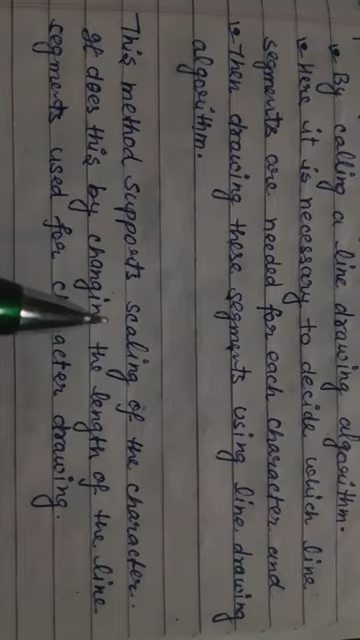 • By calling a line drawing algorithm.
• Here it is necessary to decide which line
segments are needed for each character and
• Then drawing these segments using line drawing
algorithm.
This method supports scaling of the character.
It does this by changing the length of the line
segments used for character drawing.